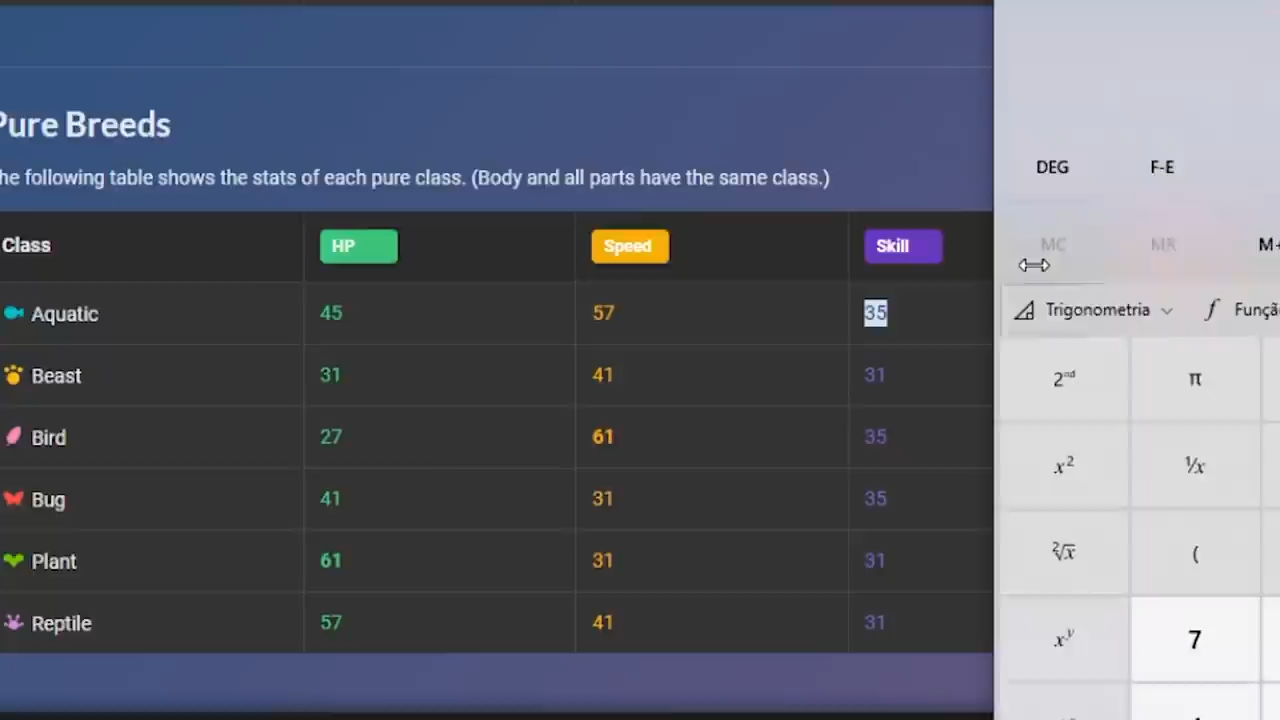 Pure Breeds
he following table shows the stats of each pure class. (Body and all parts have the same class.)
Class HP Speed Skill
Aquatic 45 57 35
Beast 31 41 31
Bird 27 61 35
Bug 41 31 35
Plant 61 31 31
Reptile 57 41 31
DEG F-E
MC MR M+
Trigonometria f Funçã
2nd π
x² ¹/x
²√x (
xʸ 7